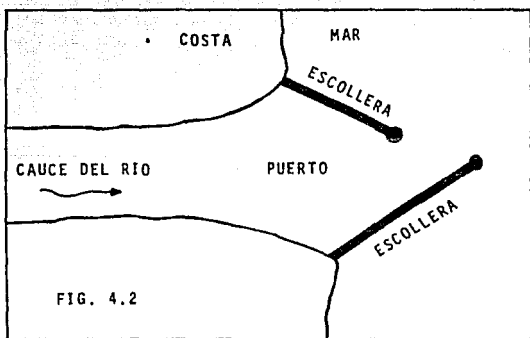 COSTA
MAR
ESCOLLERA
CAUCE DEL RIO
PUERTO
ESCOLLERA
FIG. 4.2